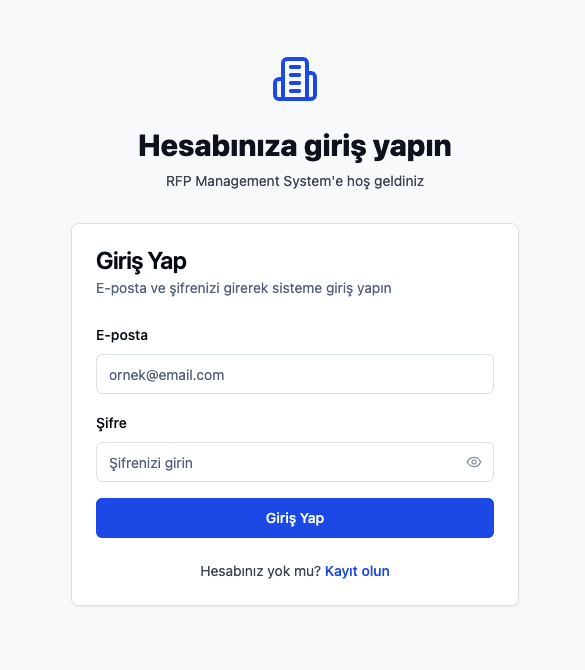 Hesabınıza giriş yapın
RFP Management System'e hoş geldiniz
Giriş Yap
E-posta ve şifrenizi girerek sisteme giriş yapın
E-posta
ornek@email.com
Şifre
Şifrenizi girin
Giriş Yap
Hesabınız yok mu? Kayıt olun